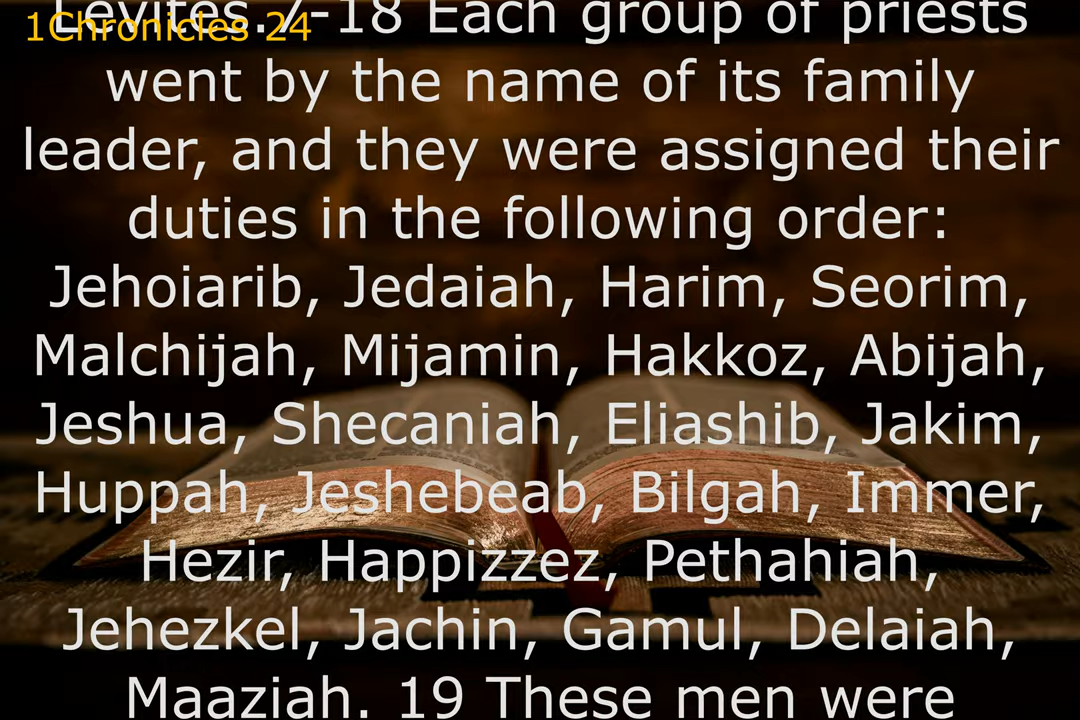 1Chronicles 24
Levites. 7-18 Each group of priests
went by the name of its family
leader, and they were assigned their
duties in the following order:
Jehoiarib, Jedaiah, Harim, Seorim,
Malchijah, Mijamin, Hakkoz, Abijah,
Jeshua, Shecaniah, Eliashib, Jakim,
Huppah, Jeshebeab, Bilgah, Immer,
Hezir, Happizzez, Pethahiah,
Jehezkel, Jachin, Gamul, Delaiah,
Maaziah. 19 These men were